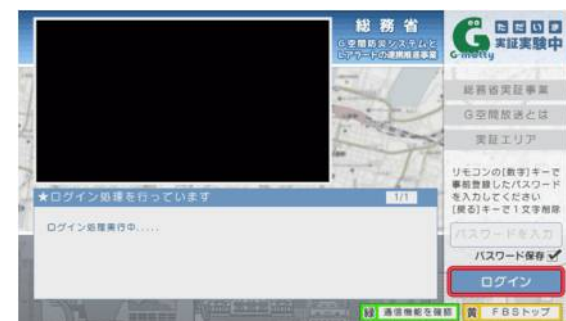 総務省
G空間防災システムと
Lアラートの連携推進事業
G-motty
ただいま
実証実験中
総務省実証事業
G空間放送とは
実証エリア
リモコンの[数字]キーで
事前登録したパスワード
を入力してください
[戻る]キーで1文字削除
パスワードを入力
パスワード保存
ログイン
★ログイン処理を行っています
1/1
ログイン処理実行中.....
緑 通信機能を確認
黄 FBSトップ